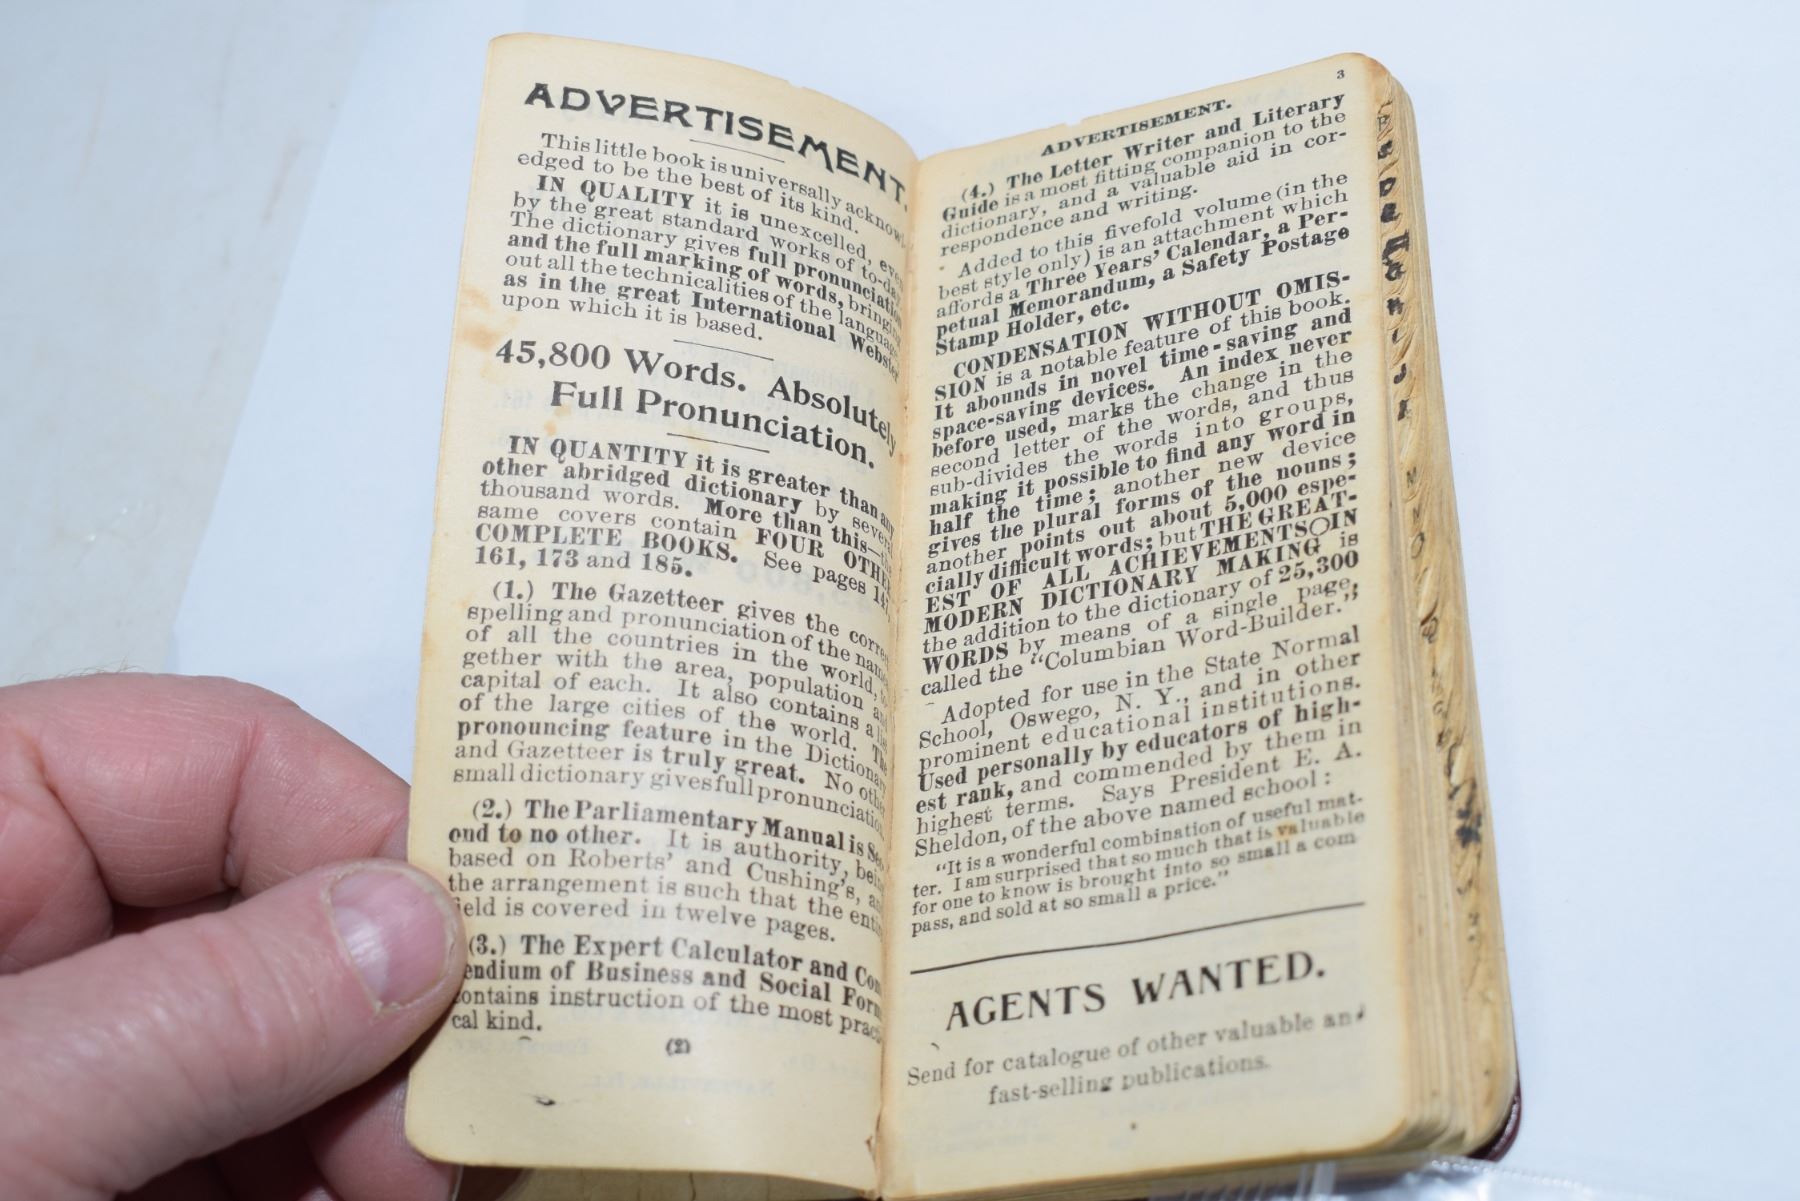 ADVERTISEMENT.
This little book is universally acknowl-
edged to be the best of its kind.
IN QUALITY it is unexcelled, even
by the great standard works of to-day.
The dictionary gives full pronunciation
and the full marking of words, bringing
out all the technicalities of the language,
as in the great International Webster
upon which it is based.
45,800 Words. Absolutely
Full Pronunciation.
IN QUANTITY it is greater than any
other abridged dictionary by several
thousand words. More than this—the
same covers contain FOUR OTHER
COMPLETE BOOKS. See pages
161, 173 and 185.
(1.) The Gazetteer gives the correct
spelling and pronunciation of the names
of all the countries in the world, to-
gether with the area, population and
capital of each. It also contains a list
of the large cities of the world. The
pronouncing feature in the Dictionary
and Gazetteer is truly great. No other
small dictionary gives full pronunciation.
(2.) The Parliamentary Manual is Sec-
ond to no other. It is authority, being
based on Roberts' and Cushing's, and
the arrangement is such that the entire
field is covered in twelve pages.
(3.) The Expert Calculator and Com-
pendium of Business and Social Forms
contains instruction of the most practi-
cal kind.
(2)
3
ADVERTISEMENT.
(4.) The Letter Writer and Literary
Guide is a most fitting companion to the
dictionary, and a valuable aid in cor-
respondence and writing.
Added to this fivefold volume (in the
best style only) is an attachment which
affords a Three Years' Calendar, a Per-
petual Memorandum, a Safety Postage
Stamp Holder, etc.
CONDENSATION WITHOUT OMIS-
SION is a notable feature of this book.
It abounds in novel time-saving and
space-saving devices. An index never
before used, marks the change in the
second letter of the words, and thus
sub-divides the words into groups,
making it possible to find any word in
half the time; another new device
gives the plural forms of the nouns;
another points out about 5,000 espe-
cially difficult words; but THE GREAT-
EST OF ALL ACHIEVEMENTS IN
MODERN DICTIONARY MAKING is
the addition to the dictionary of 25,300
WORDS by means of a single page,
called the "Columbian Word-Builder."
Adopted for use in the State Normal
School, Oswego, N. Y., and in other
prominent educational institutions.
Used personally by educators of high-
est rank, and commended by them in
highest terms. Says President E. A.
Sheldon, of the above named school:
"It is a wonderful combination of useful mat-
ter. I am surprised that so much that is valuable
for one to know is brought into so small a com
pass, and sold at so small a price."
AGENTS WANTED.
Send for catalogue of other valuable and
fast-selling publications.